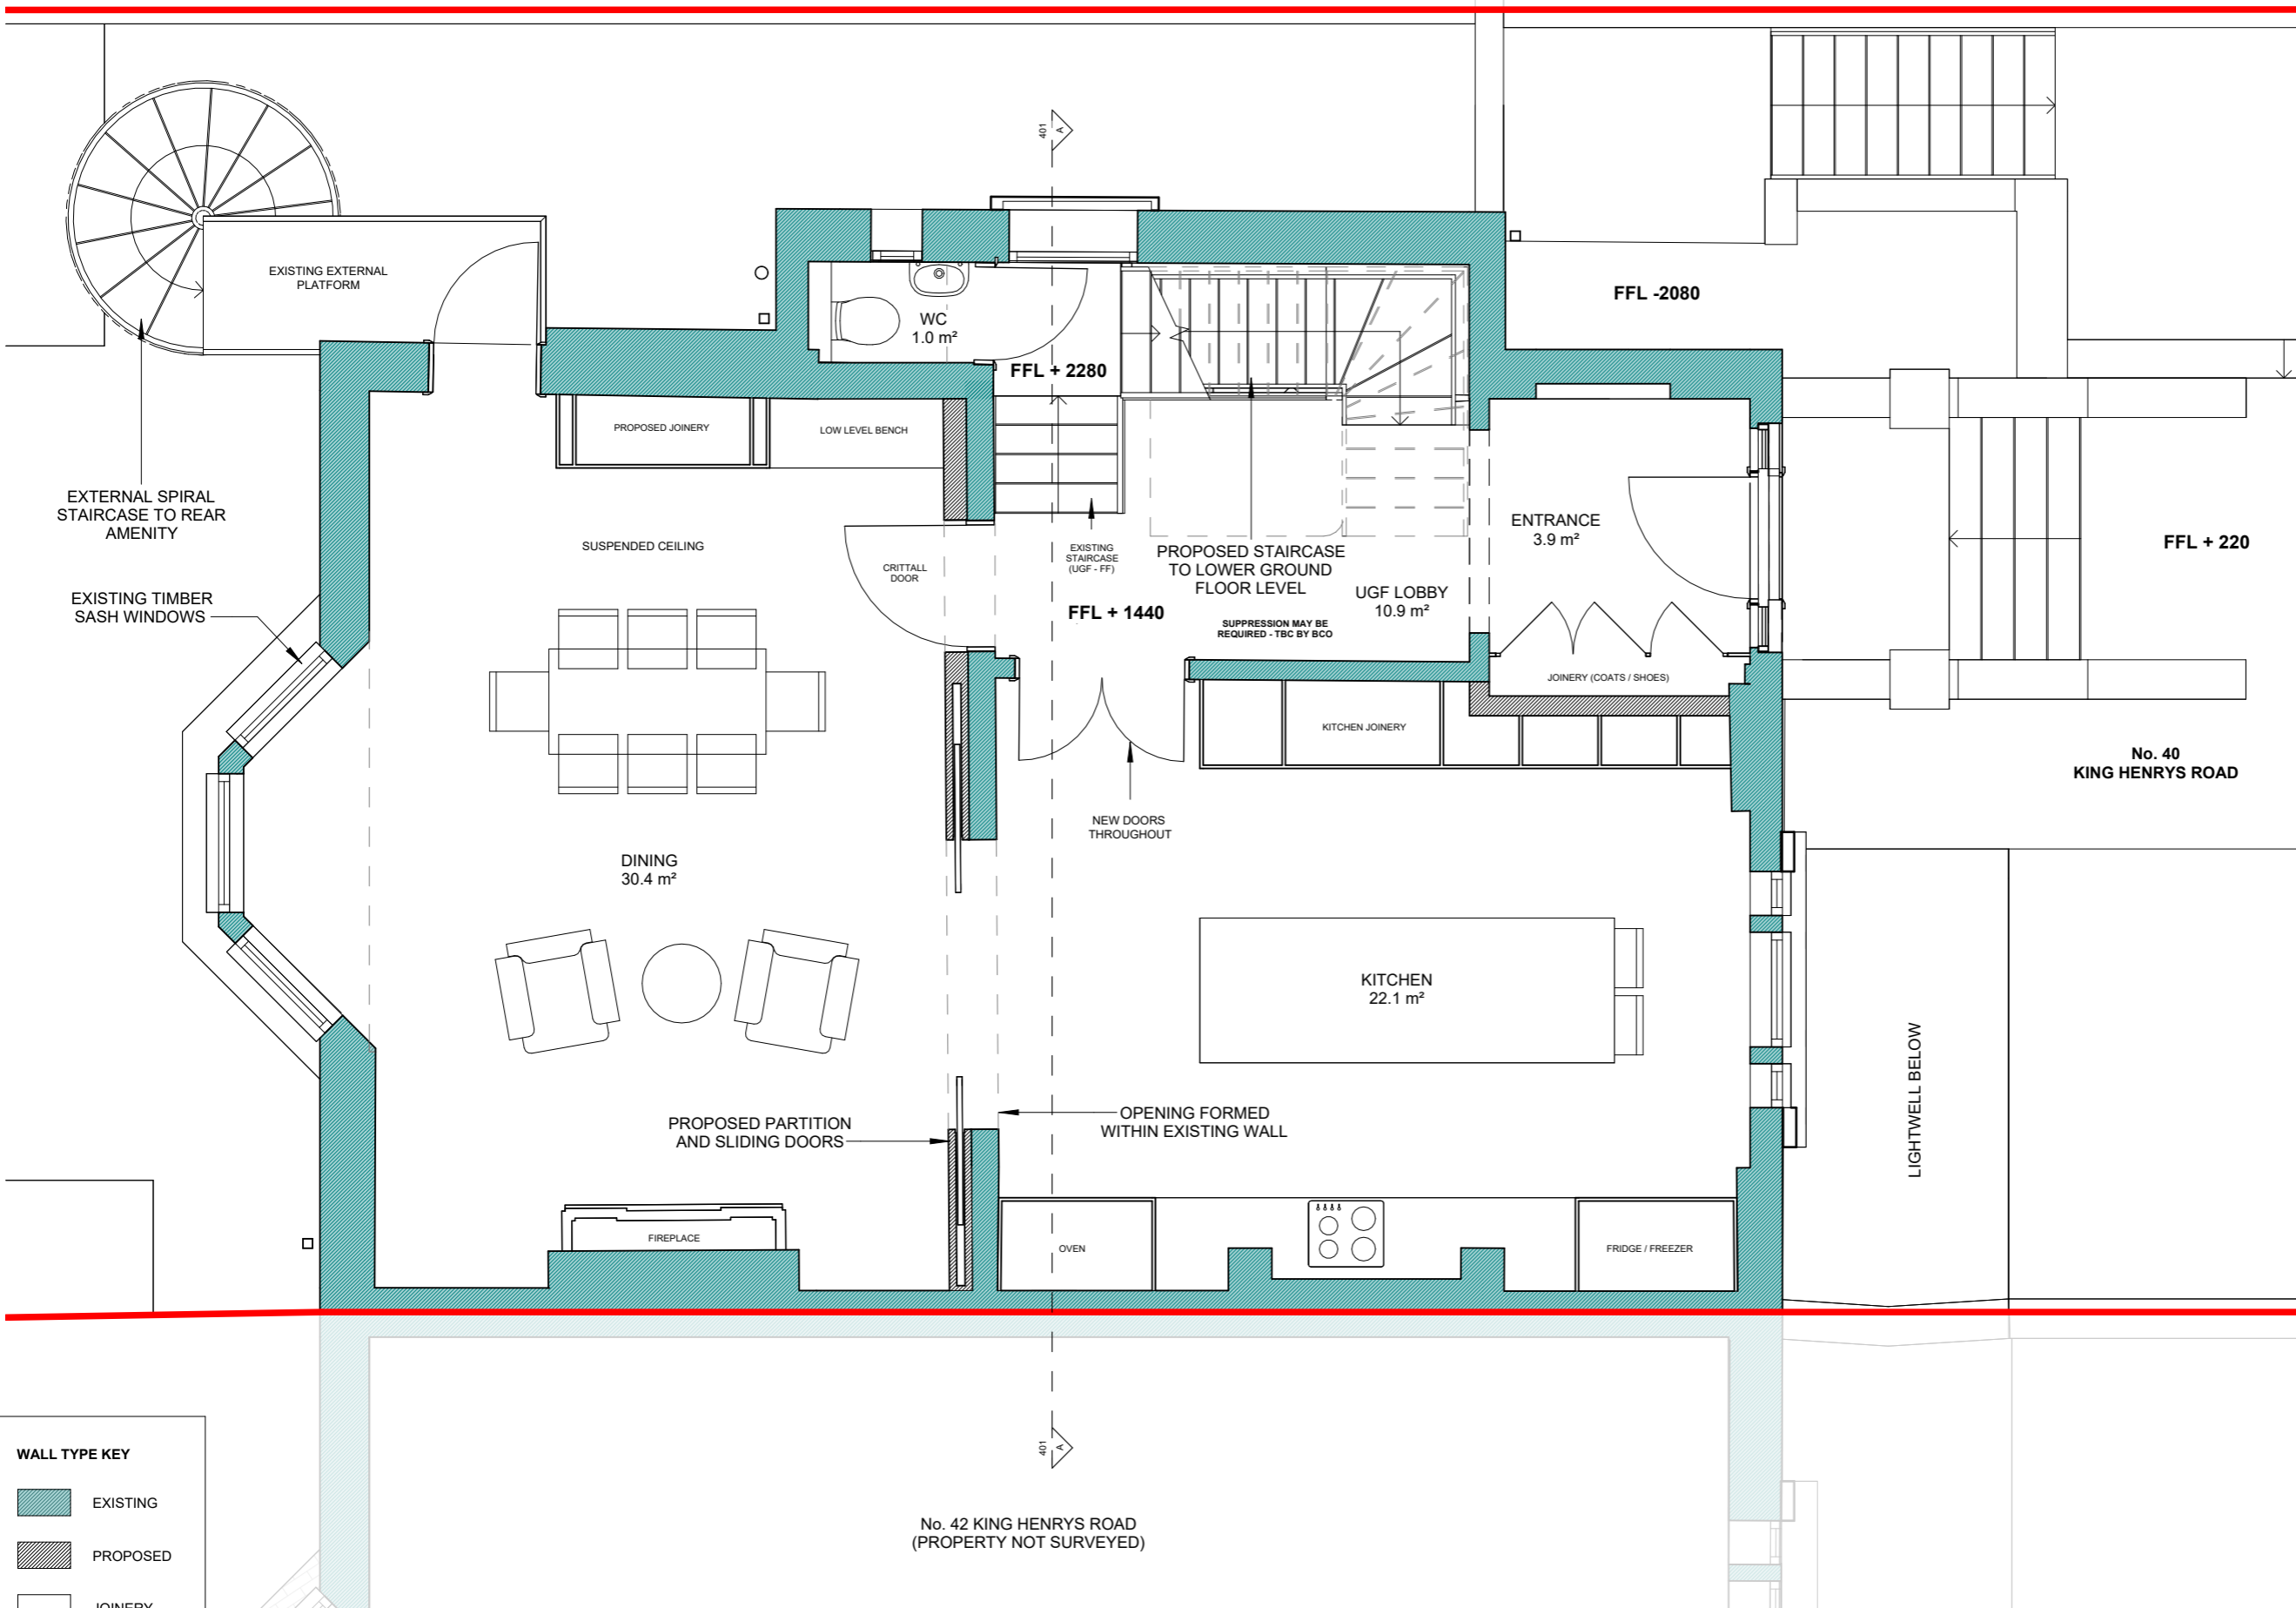 401
A
EXISTING EXTERNAL
PLATFORM
WC
1.0 m²
FFL + 2280
FFL -2080
PROPOSED JOINERY
LOW LEVEL BENCH
EXTERNAL SPIRAL
STAIRCASE TO REAR
AMENITY
SUSPENDED CEILING
CRITTALL
DOOR
EXISTING
STAIRCASE
(UGF - FF)
PROPOSED STAIRCASE
TO LOWER GROUND
FLOOR LEVEL
ENTRANCE
3.9 m²
FFL + 220
EXISTING TIMBER
SASH WINDOWS
FFL + 1440
UGF LOBBY
10.9 m²
SUPPRESSION MAY BE
REQUIRED - TBC BY BCO
JOINERY (COATS / SHOES)
KITCHEN JOINERY
No. 40
KING HENRYS ROAD
NEW DOORS
THROUGHOUT
DINING
30.4 m²
KITCHEN
22.1 m²
LIGHTWELL BELOW
PROPOSED PARTITION
AND SLIDING DOORS
OPENING FORMED
WITHIN EXISTING WALL
FIREPLACE
OVEN
FRIDGE / FREEZER
401
A
WALL TYPE KEY
EXISTING
PROPOSED
JOINERY
No. 42 KING HENRYS ROAD
(PROPERTY NOT SURVEYED)